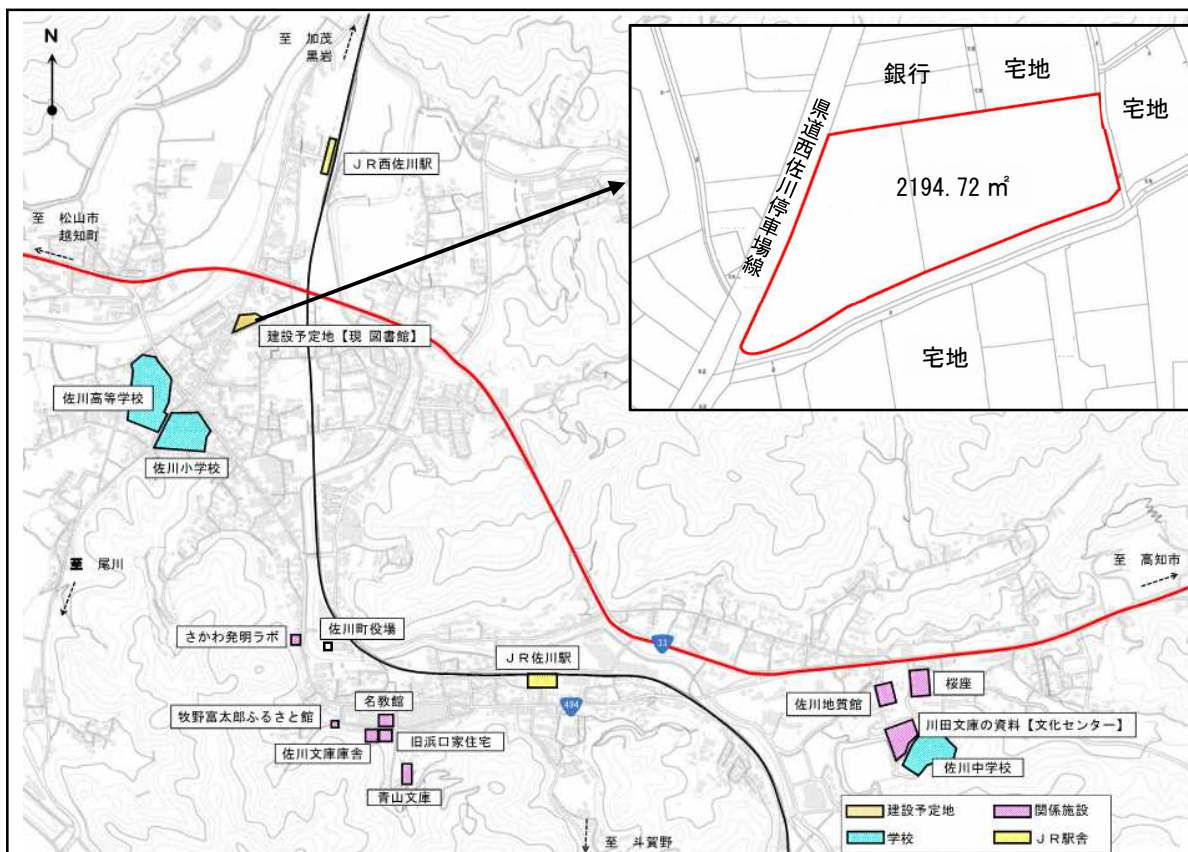 N
至 加茂
黒岩
JR西佐川駅
至 松山市
越知町
建設予定地【現 図書館】
佐川高等学校
佐川小学校
至 尾川
さかわ発明ラボ
佐川町役場
JR佐川駅
33
494
名教館
牧野富太郎ふるさと館
佐川文庫庫舎
旧浜口家住宅
青山文庫
至 斗賀野
至 高知市
佐川地質館
桜座
川田文庫の資料【文化センター】
佐川中学校
銀行
宅地
宅地
県道西佐川停車場線
2194.72 ㎡
宅地
建設予定地
関係施設
学校
JR駅舎